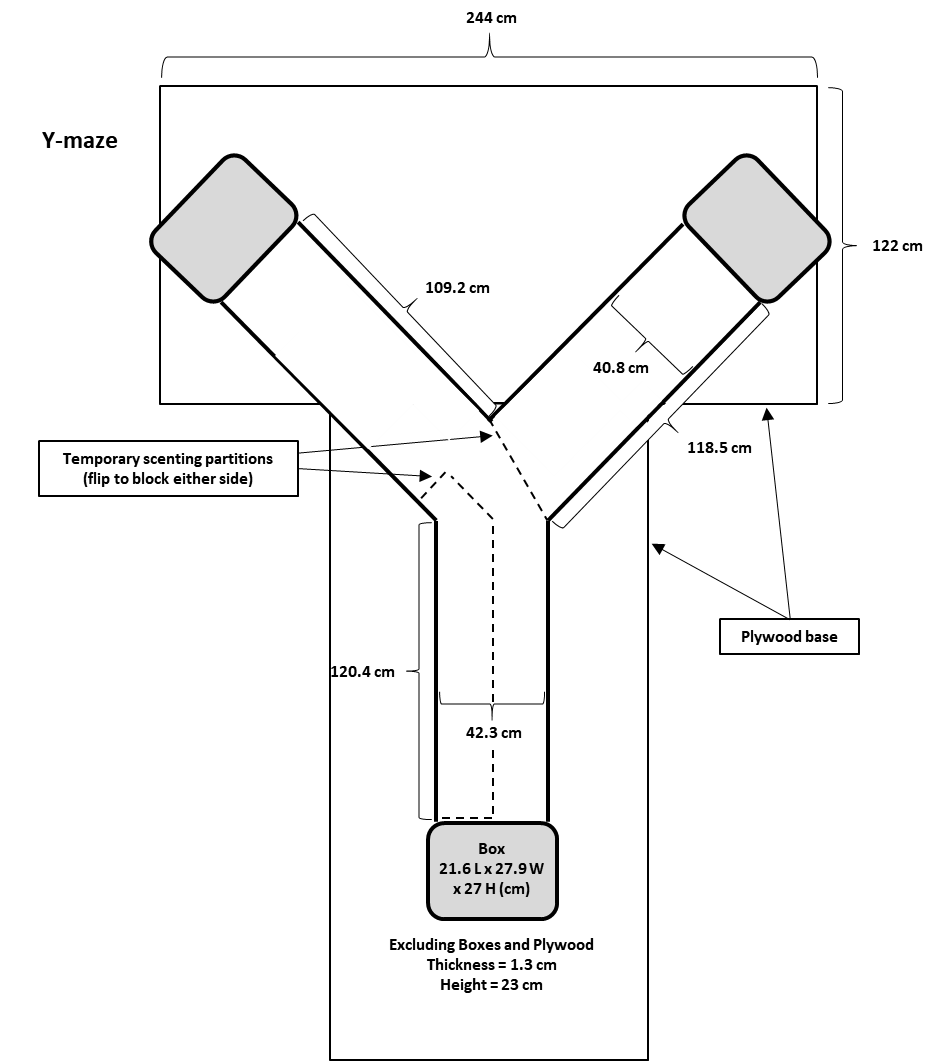 244 cm
Y-maze
122 cm
109.2 cm
40.8 cm
118.5 cm
Temporary scenting partitions
(flip to block either side)
Plywood base
120.4 cm
42.3 cm
Box
21.6 L x 27.9 W
x 27 H (cm)
Excluding Boxes and Plywood
Thickness = 1.3 cm
Height = 23 cm